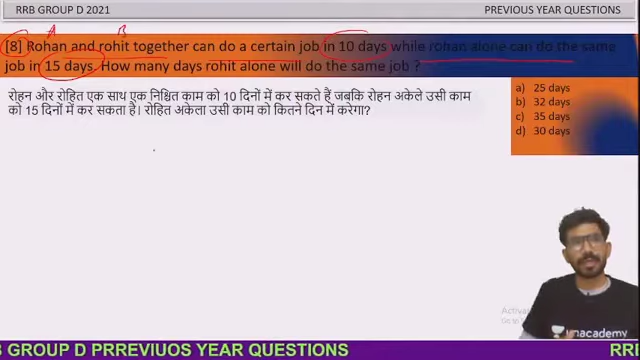 RRB GROUP D 2021
PREVIOUS YEAR QUESTIONS
A B
[8] Rohan and rohit together can do a certain job in 10 days while rohan alone can do the same
job in 15 days. How many days rohit alone will do the same job ?
रोहन और रोहित एक साथ एक निश्चित काम को 10 दिनों में कर सकते हैं जबकि रोहन अकेले उसी काम
को 15 दिनों में कर सकता है। रोहित अकेला उसी काम को कितने दिन में करेगा?
a) 25 days
b) 32 days
c) 35 days
d) 30 days
unacademy
GROUP D PRREVIUOS YEAR QUESTIONS
RRI